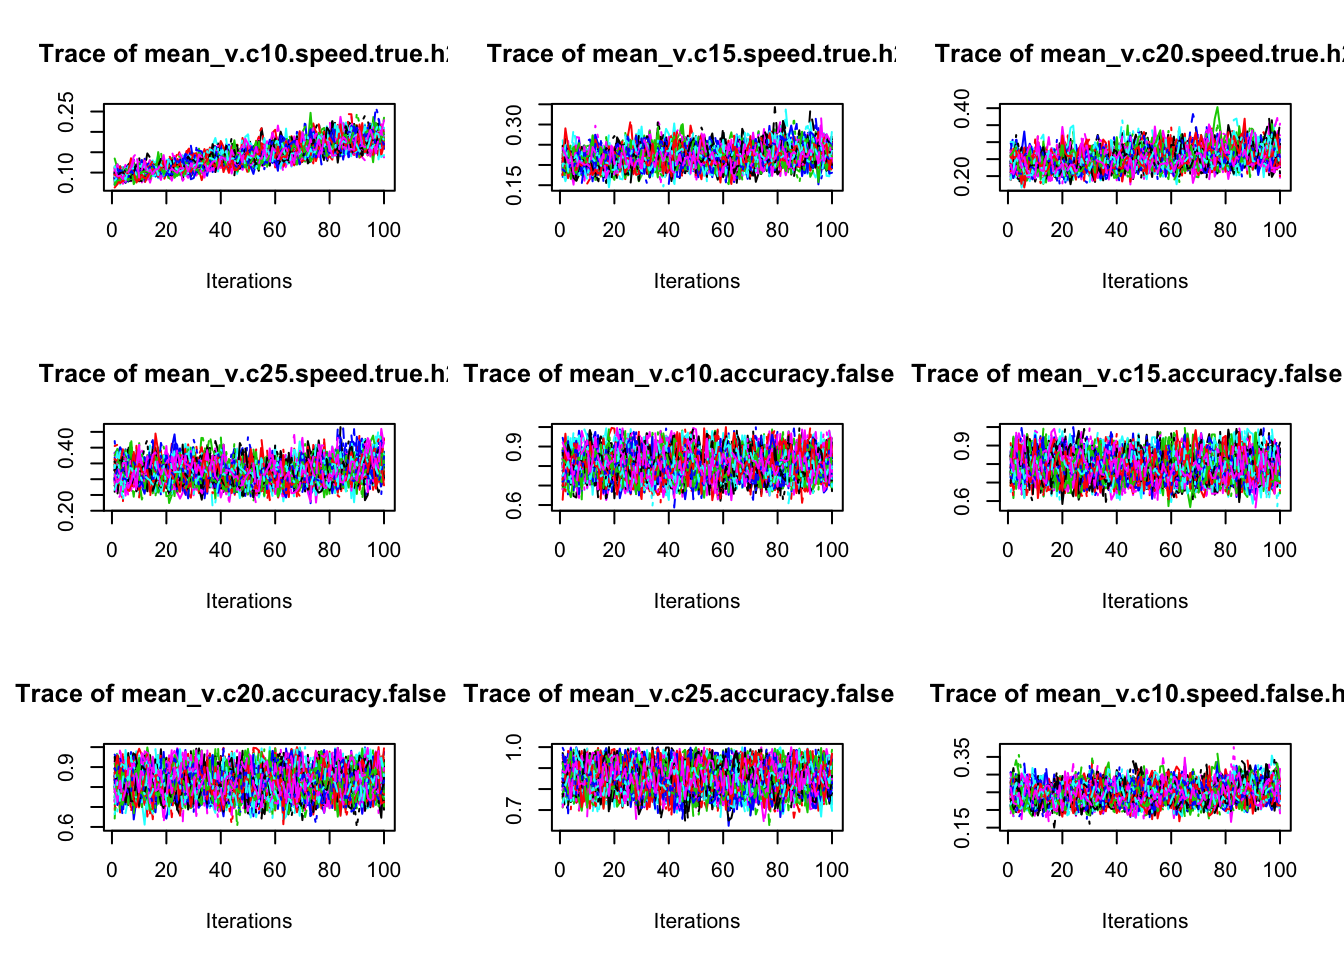 Trace of mean_v.c10.speed.true.h2
0.10 0.25
0 20 40 60 80 100
Iterations
Trace of mean_v.c15.speed.true.h2
0.15 0.30
0 20 40 60 80 100
Iterations
Trace of mean_v.c20.speed.true.h2
0.20 0.40
0 20 40 60 80 100
Iterations
Trace of mean_v.c25.speed.true.h2
0.20 0.40
0 20 40 60 80 100
Iterations
Trace of mean_v.c10.accuracy.false
0.6 0.9
0 20 40 60 80 100
Iterations
Trace of mean_v.c15.accuracy.false
0.6 0.9
0 20 40 60 80 100
Iterations
Trace of mean_v.c20.accuracy.false
0.6 0.9
0 20 40 60 80 100
Iterations
Trace of mean_v.c25.accuracy.false
0.7 1.0
0 20 40 60 80 100
Iterations
Trace of mean_v.c10.speed.false.h
0.15 0.35
0 20 40 60 80 100
Iterations